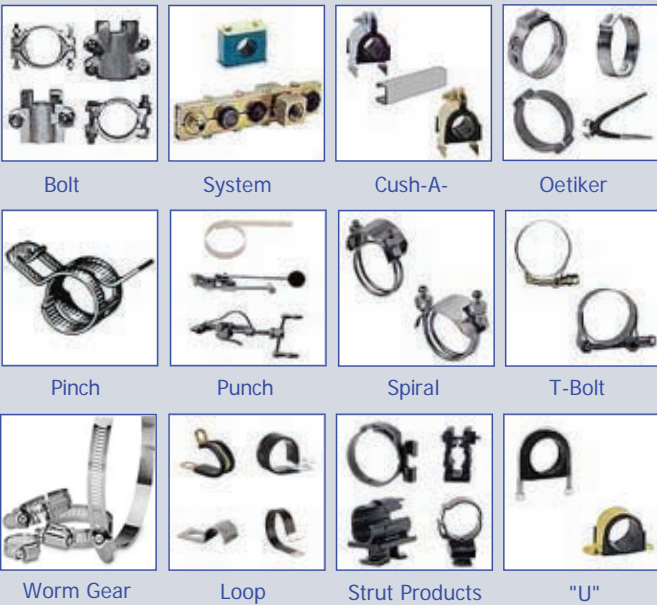 Bolt
System
Cush-A-
Oetiker
Pinch
Punch
Spiral
T-Bolt
Worm Gear
Loop
Strut Products
"U"